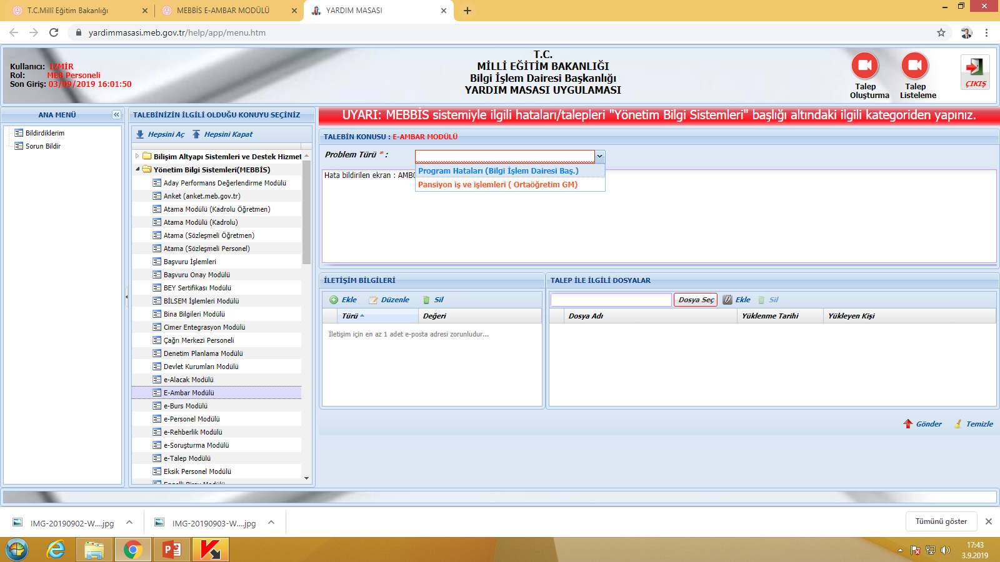 T.C.Millî Eğitim Bakanlığı
MEBBİS E-AMBAR MODÜLÜ
YARDIM MASASI
yardimmasasi.meb.gov.tr/help/app/menu.htm
Kullanıcı: İZMİR
Rol: MEB Personeli
Son Giriş: 03/09/2019 16:01:50
T.C.
MİLLİ EĞİTİM BAKANLIĞI
Bilgi İşlem Dairesi Başkanlığı
YARDIM MASASI UYGULAMASI
Talep Oluşturma
Talep Listeleme
ÇIKIŞ
ANA MENÜ
Bildirdiklerim
Sorun Bildir
TALEBİNİZİN İLGİLİ OLDUĞU KONUYU SEÇİNİZ
Hepsini Aç Hepsini Kapat
Bilişim Altyapı Sistemleri ve Destek Hizmet
Yönetim Bilgi Sistemleri(MEBBİS)
Aday Performans Değerlendirme Modülü
Anket (anket.meb.gov.tr)
Atama Modülü (Kadrolu Öğretmen)
Atama Modülü (Kadrolu)
Atama (Sözleşmeli Öğretmen)
Atama (Sözleşmeli Personel)
Başvuru İşlemleri
Başvuru Onay Modülü
BEY Sertifikası Modülü
BİLSEM İşlemleri Modülü
Bina Bilgileri Modülü
Cimer Entegrasyon Modülü
Çağrı Merkezi Personeli
Denetim Planlama Modülü
Devlet Kurumları Modülü
e-Alacak Modülü
E-Ambar Modülü
e-Burs Modülü
e-Personel Modülü
e-Rehberlik Modülü
e-Soruşturma Modülü
e-Talep Modülü
Eksik Personel Modülü
UYARI: MEBBİS sistemiyle ilgili hataları/talepleri "Yönetim Bilgi Sistemleri" başlığı altındaki ilgili kategoriden yapınız.
TALEBİN KONUSU : E-AMBAR MODÜLÜ
Problem Türü * :
Program Hataları (Bilgi İşlem Dairesi Baş.)
Pansiyon iş ve işlemleri ( Ortaöğretim GM)
Hata bildirilen ekran :
İLETİŞİM BİLGİLERİ
Ekle Düzenle Sil
Türü Değeri
İletişim için en az 1 adet e-posta adresi zorunludur...
TALEP İLE İLGİLİ DOSYALAR
Dosya Seç Ekle Sil
Dosya Adı Yüklenme Tarihi Yükleyen Kişi
Gönder Temizle
IMG-20190902-W....jpg
IMG-20190903-W....jpg
Tümünü göster
17:43
3.9.2019